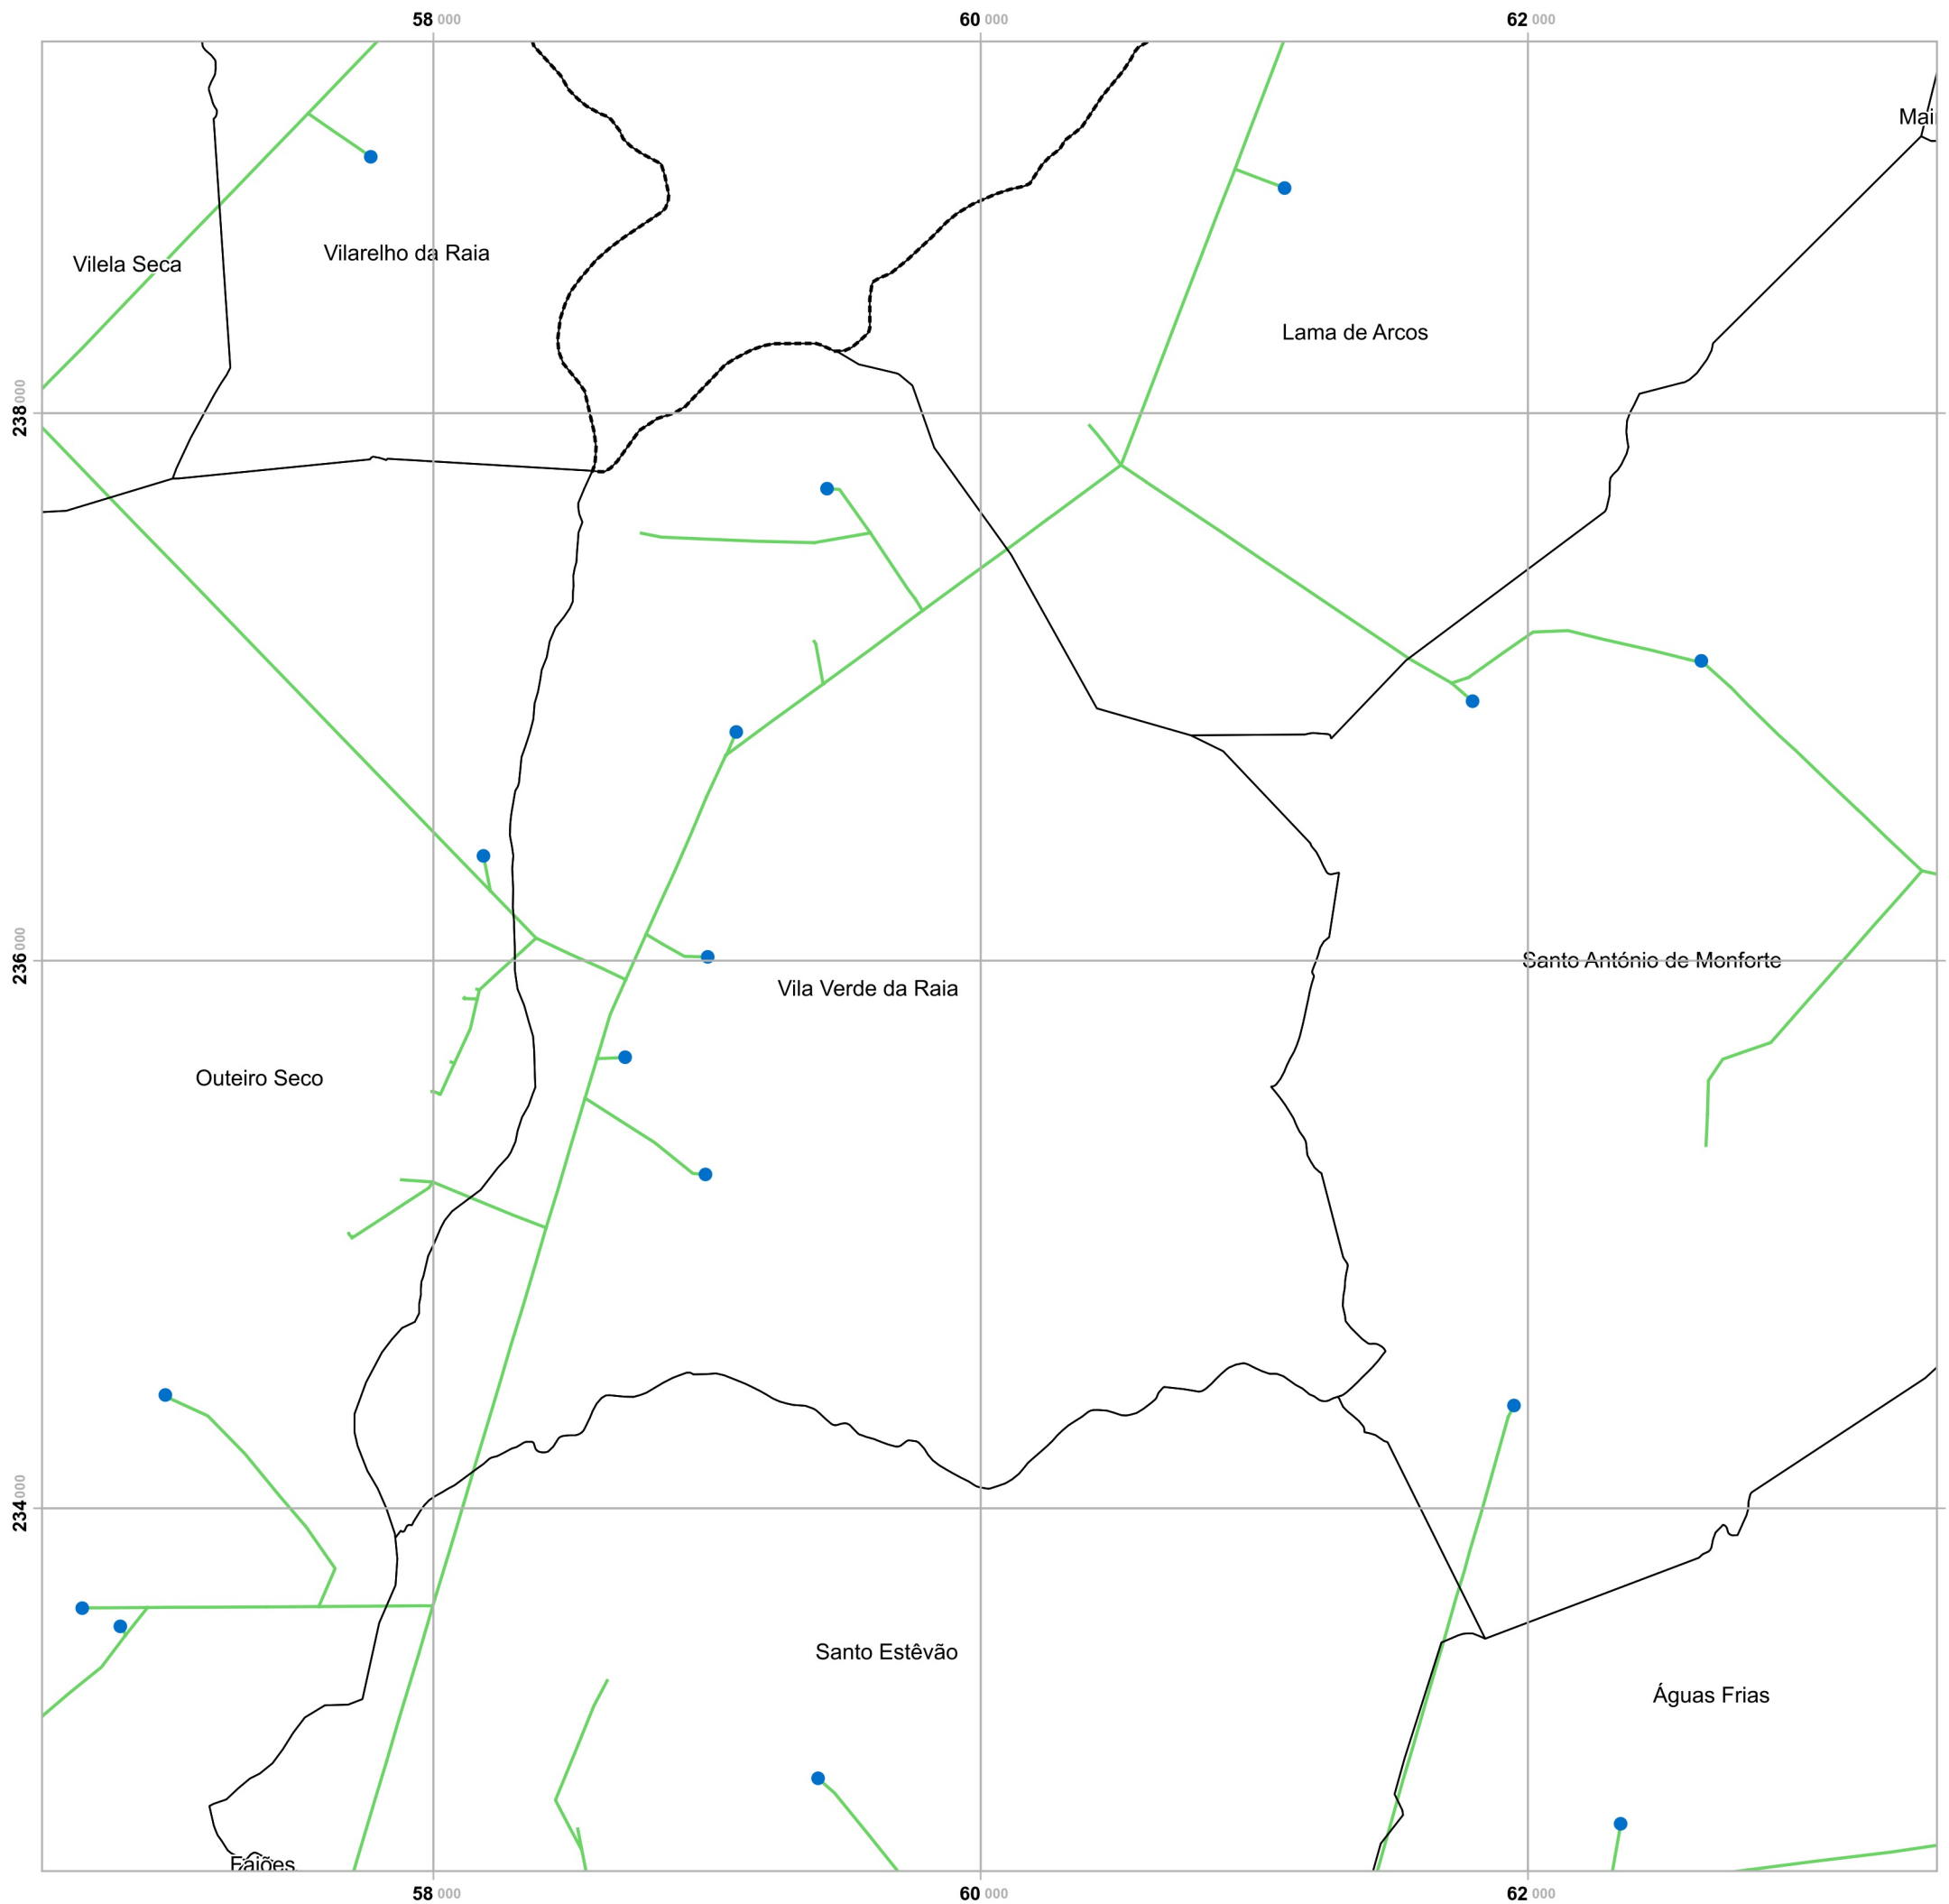 58 000 60 000 62 000
Mai
Vilarelho da Raia
Vilela Seca
Lama de Arcos
238 000
236 000
Santo António de Monforte
Vila Verde da Raia
Outeiro Seco
234 000
Santo Estêvão
Águas Frias
Faiões
58 000 60 000 62 000